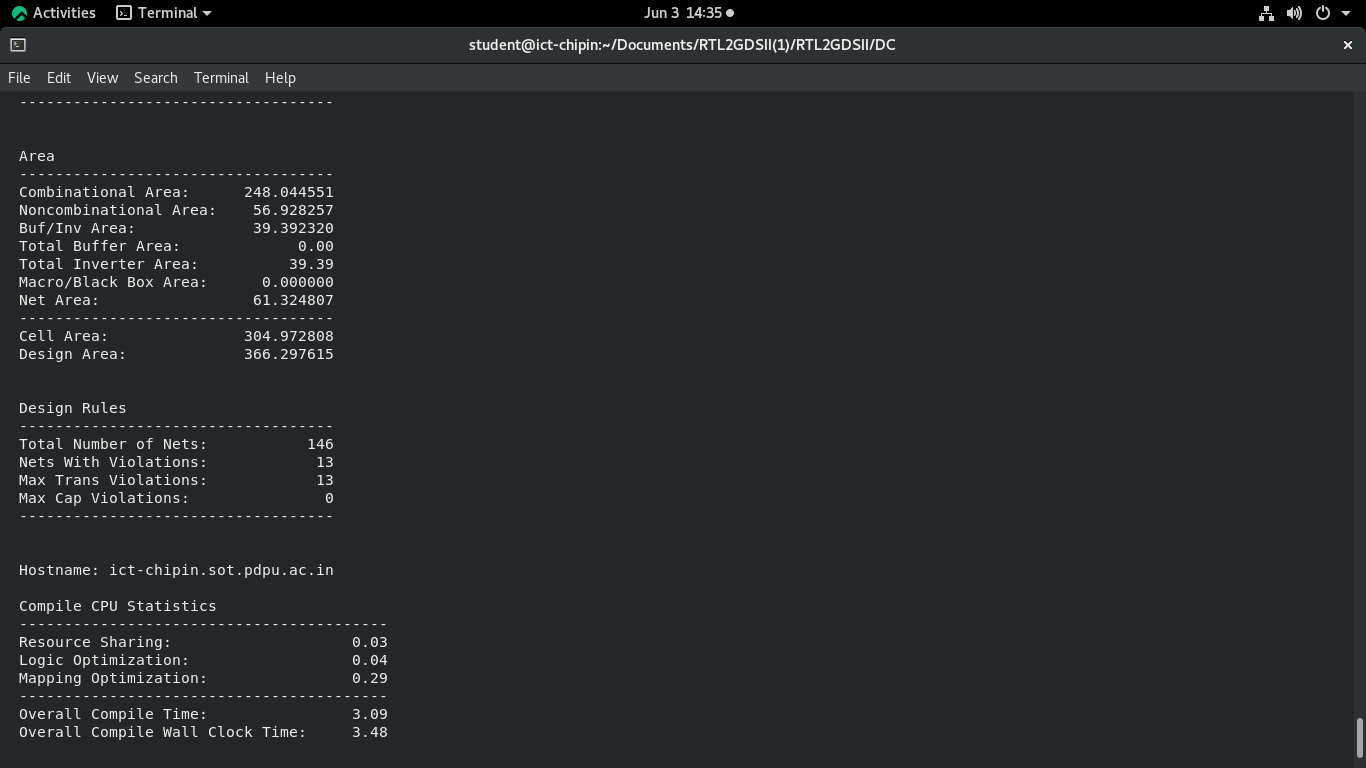 Activities Terminal Jun 3 14:35
student@ict-chipin:~/Documents/RTL2GDSII(1)/RTL2GDSII/DC
File Edit View Search Terminal Help
-----------------------------------
Area
-----------------------------------
Combinational Area: 248.044551
Noncombinational Area: 56.928257
Buf/Inv Area: 39.392320
Total Buffer Area: 0.00
Total Inverter Area: 39.39
Macro/Black Box Area: 0.000000
Net Area: 61.324807
-----------------------------------
Cell Area: 304.972808
Design Area: 366.297615
Design Rules
-----------------------------------
Total Number of Nets: 146
Nets With Violations: 13
Max Trans Violations: 13
Max Cap Violations: 0
-----------------------------------
Hostname: ict-chipin.sot.pdpu.ac.in
Compile CPU Statistics
-----------------------------------------
Resource Sharing: 0.03
Logic Optimization: 0.04
Mapping Optimization: 0.29
-----------------------------------------
Overall Compile Time: 3.09
Overall Compile Wall Clock Time: 3.48